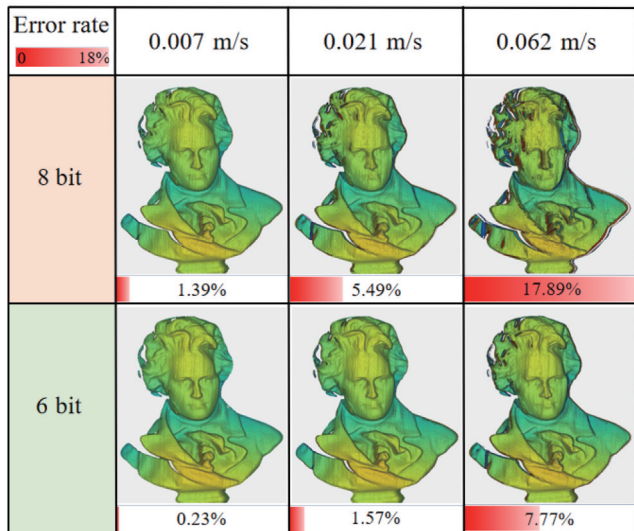 Error rate
0 18%
0.007 m/s
0.021 m/s
0.062 m/s
8 bit
1.39%
5.49%
17.89%
6 bit
0.23%
1.57%
7.77%